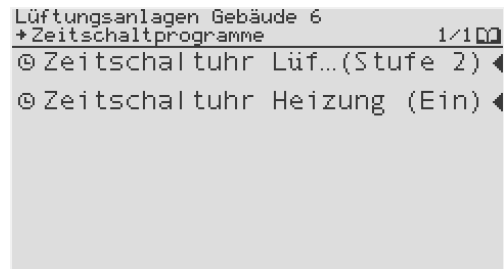 Lüftungsanlagen Gebäude 6
→Zeitschaltprogramme 1/1
Zeitschaltuhr Lüf…(Stufe 2)
Zeitschaltuhr Heizung (Ein)